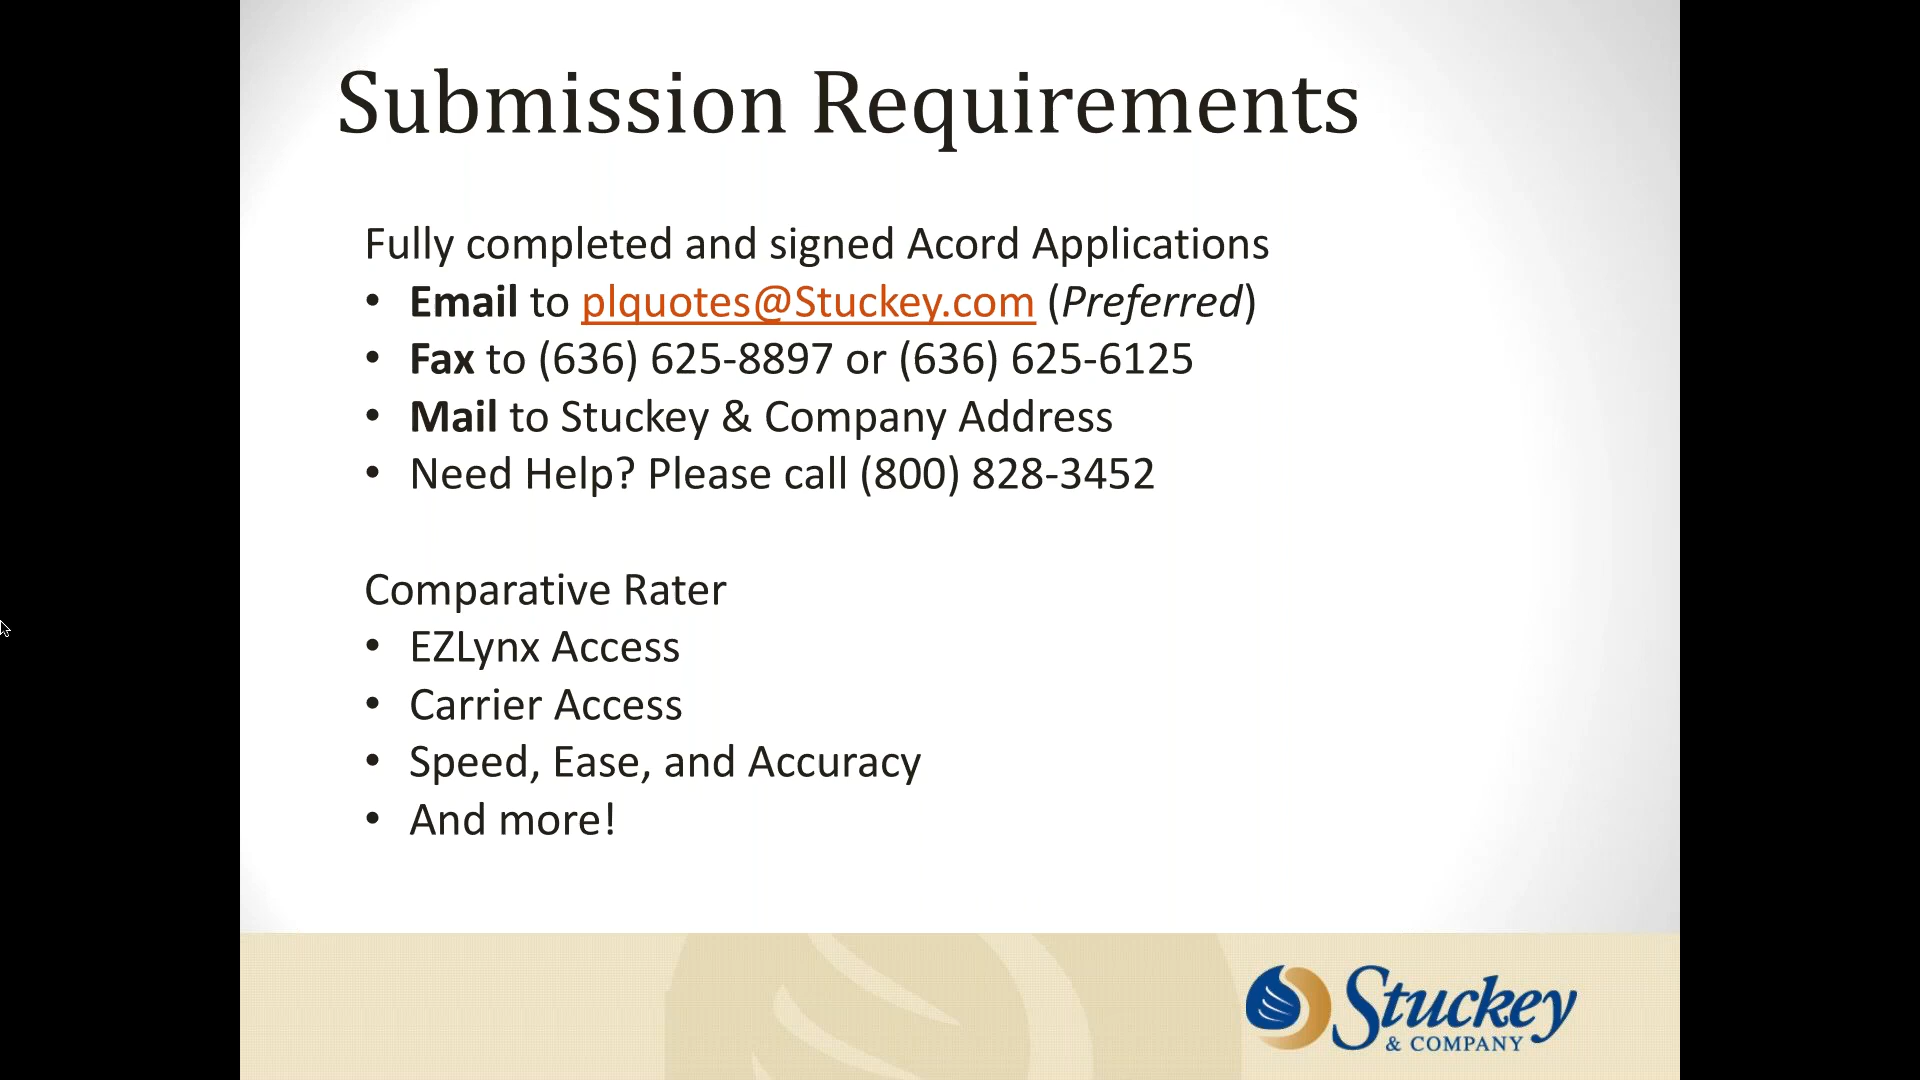 Submission Requirements
Fully completed and signed Acord Applications
• Email to plquotes@Stuckey.com (Preferred)
• Fax to (636) 625-8897 or (636) 625-6125
• Mail to Stuckey & Company Address
• Need Help? Please call (800) 828-3452
Comparative Rater
• EZLynx Access
• Carrier Access
• Speed, Ease, and Accuracy
• And more!
Stuckey
& COMPANY